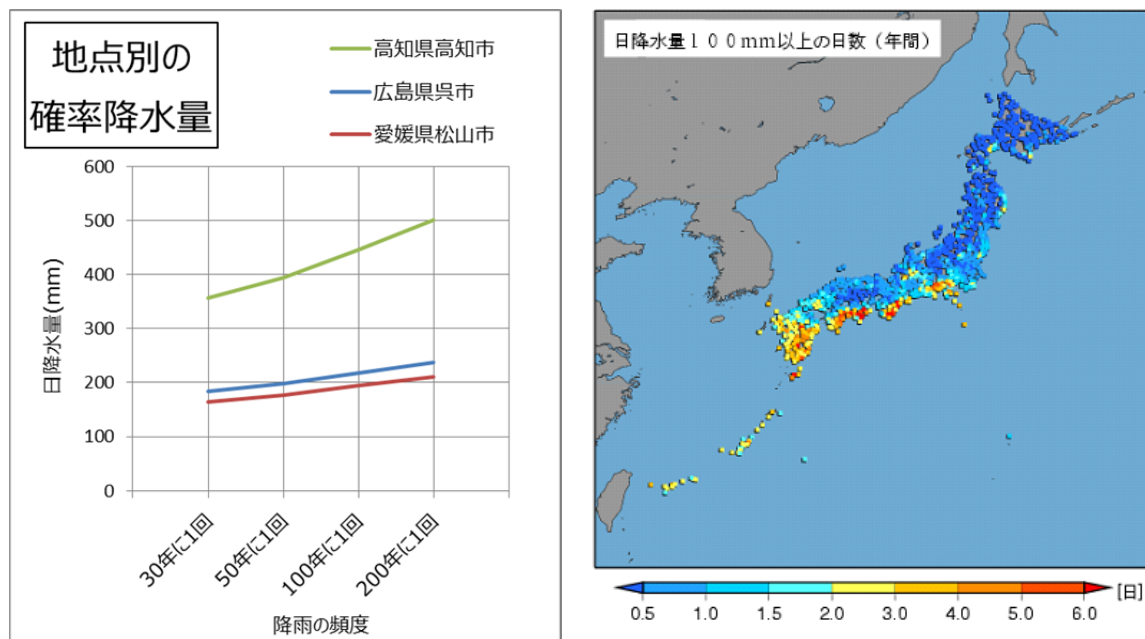 地点別の
確率降水量
高知県高知市
広島県呉市
愛媛県松山市
600
500
400
300
200
100
0
日降水量(mm)
30年に1回
50年に1回
100年に1回
200年に1回
降雨の頻度
日降水量１００mm以上の日数（年間）
0.5 1.0 1.5 2.0 3.0 4.0 5.0 6.0 [日]